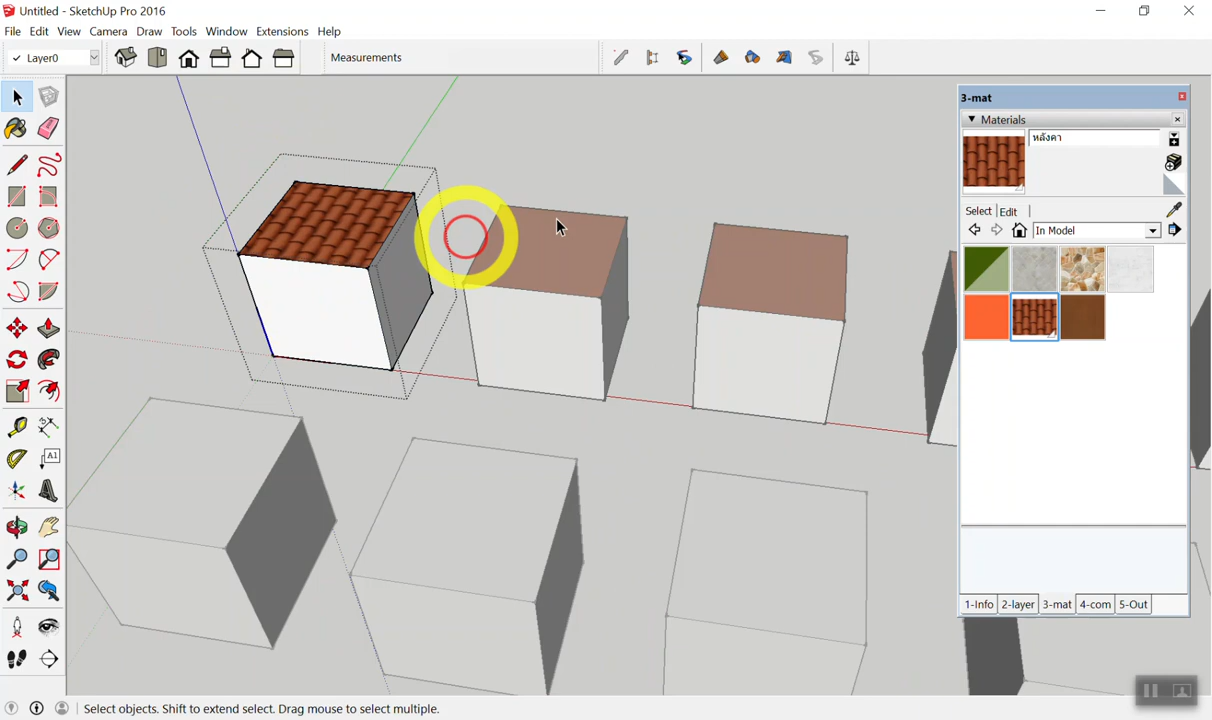 Untitled - SketchUp Pro 2016
File Edit View Camera Draw Tools Window Extensions Help
Layer0
Measurements
3-mat
Materials
หลังคา
Select Edit
In Model
A1
1-Info 2-layer 3-mat 4-com 5-Out
Select objects. Shift to extend select. Drag mouse to select multiple.